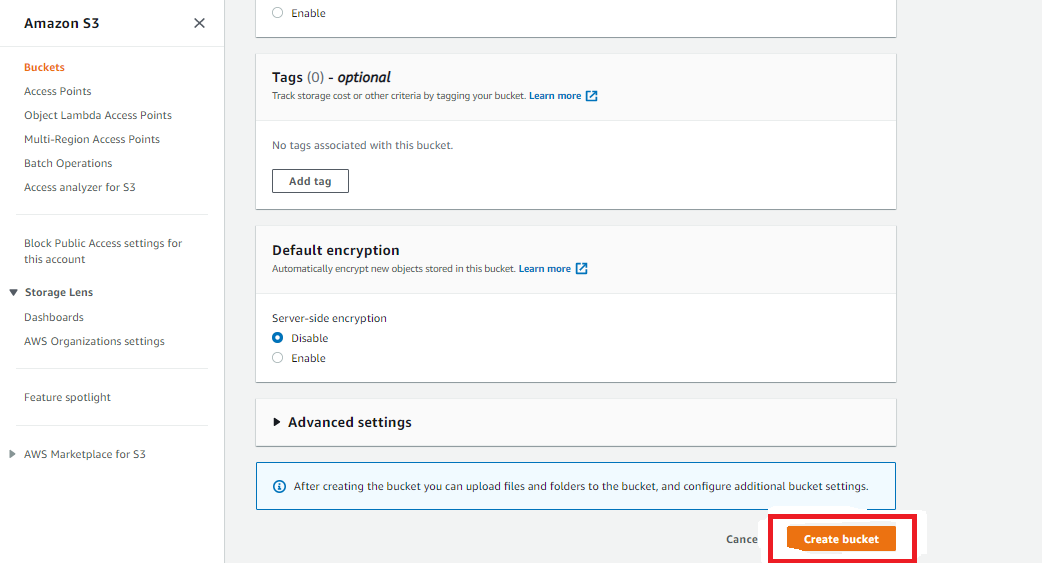 Amazon S3
Buckets
Access Points
Object Lambda Access Points
Multi-Region Access Points
Batch Operations
Access analyzer for S3
Block Public Access settings for
this account
Storage Lens
Dashboards
AWS Organizations settings
Feature spotlight
AWS Marketplace for S3
Enable
Tags (0) - optional
Track storage cost or other criteria by tagging your bucket. Learn more
No tags associated with this bucket.
Add tag
Default encryption
Automatically encrypt new objects stored in this bucket. Learn more
Server-side encryption
Disable
Enable
Advanced settings
After creating the bucket you can upload files and folders to the bucket, and configure additional bucket settings.
Cance
Create bucket